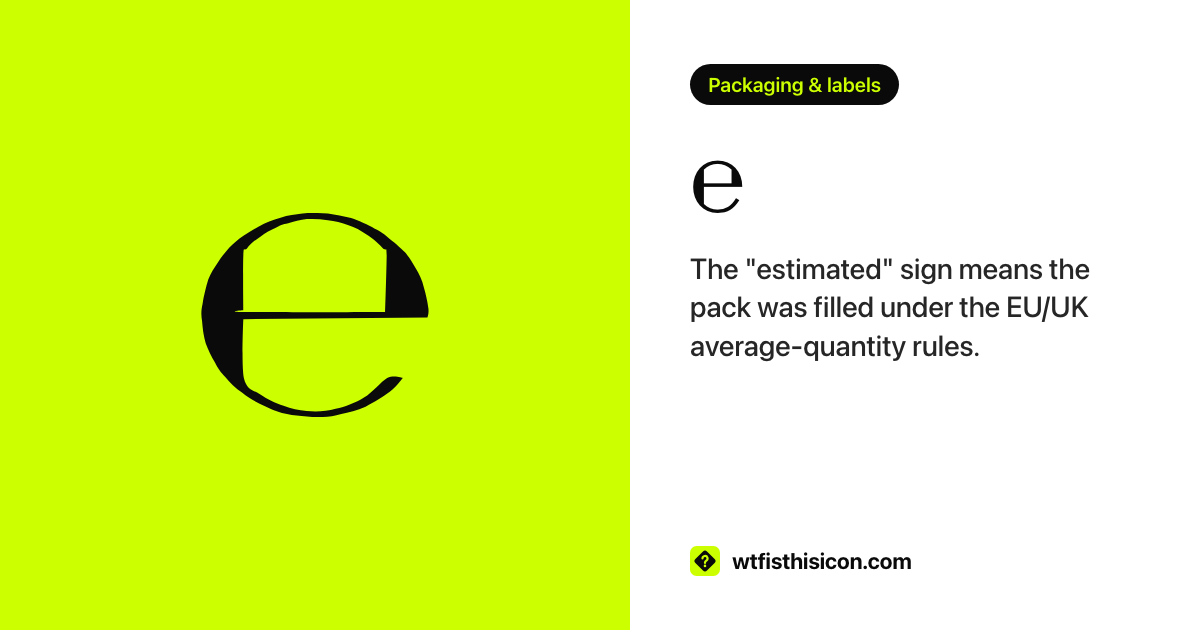 ℮
Packaging & labels
℮
The "estimated" sign means the
pack was filled under the EU/UK
average-quantity rules.
?
wtfisthisicon.com